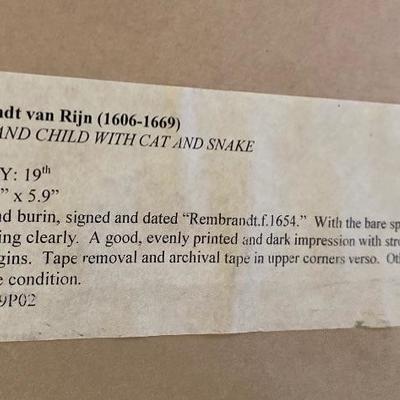 ndt van Rijn (1606-1669)
AND CHILD WITH CAT AND SNAKE
Y: 19th
" x 5.9"
nd burin, signed and dated "Rembrandt.f.1654." With the bare sp
ing clearly. A good, evenly printed and dark impression with stro
gins. Tape removal and archival tape in upper corners verso. Oth
e condition.
9P02